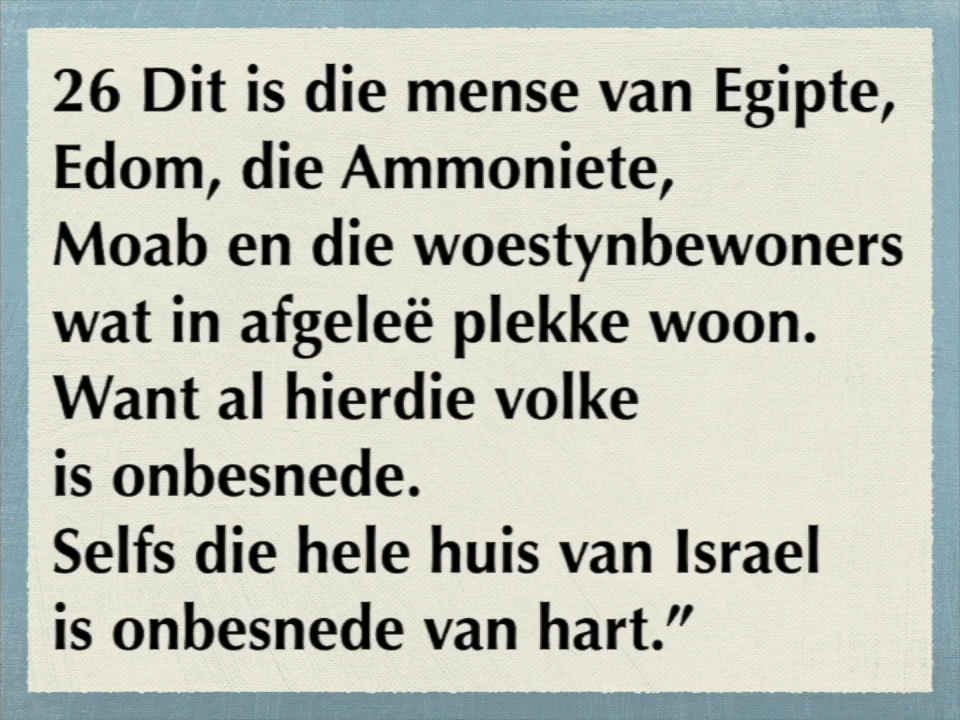 26 Dit is die mense van Egipte,
Edom, die Ammoniete,
Moab en die woestynbewoners
wat in afgeleë plekke woon.
Want al hierdie volke
is onbesnede.
Selfs die hele huis van Israel
is onbesnede van hart.”